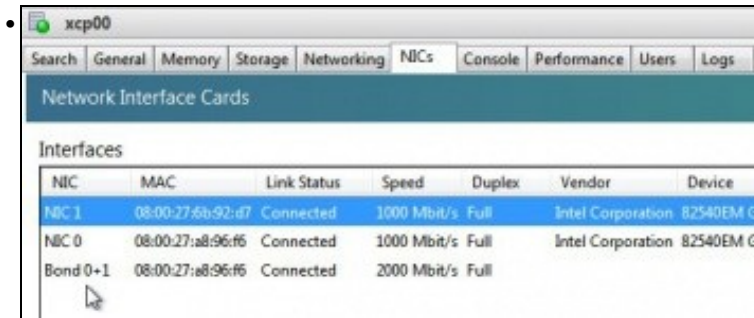 xcp00
Search General Memory Storage Networking NICs Console Performance Users Logs
Network Interface Cards
Interfaces
NIC MAC Link Status Speed Duplex Vendor Device
NIC 1 08:00:27:6b:92:d7 Connected 1000 Mbit/s Full Intel Corporation 82540EM
NIC 0 08:00:27:a8:96:f6 Connected 1000 Mbit/s Full Intel Corporation 82540EM
Bond 0+1 08:00:27:a8:96:f6 Connected 2000 Mbit/s Full